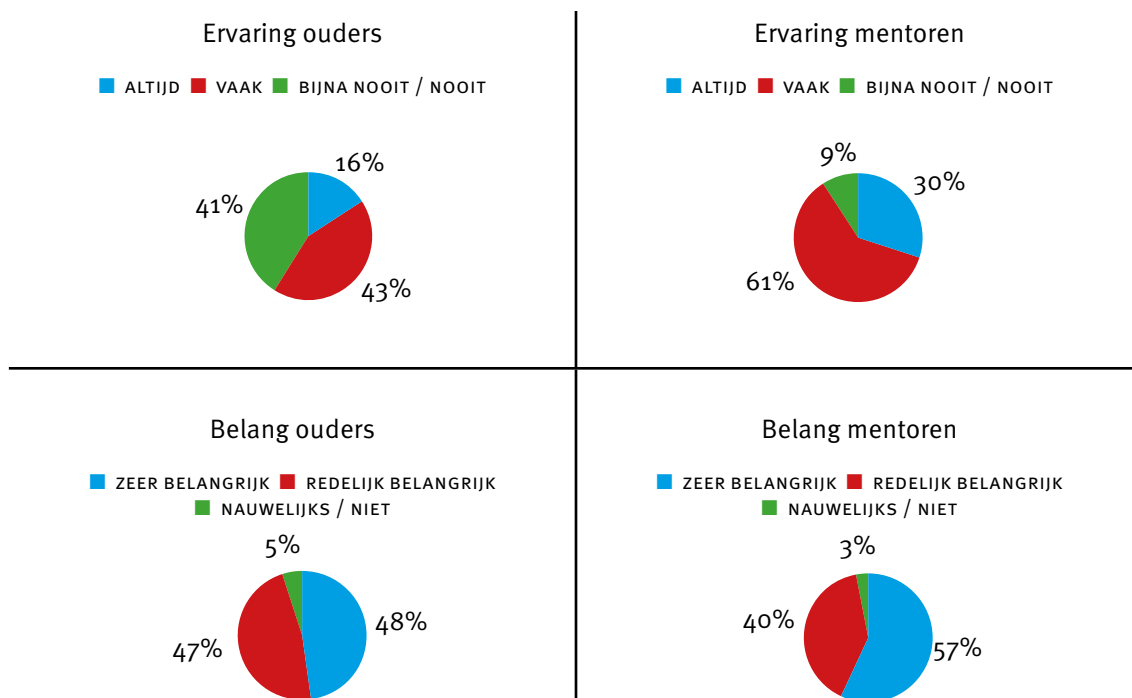 Ervaring ouders
ALTIJD VAAK BIJNA NOOIT / NOOIT
16%
41%
43%
Ervaring mentoren
ALTIJD VAAK BIJNA NOOIT / NOOIT
9%
30%
61%
Belang ouders
ZEER BELANGRIJK REDELIJK BELANGRIJK
NAUWELIJKS / NIET
5%
48%
47%
Belang mentoren
ZEER BELANGRIJK REDELIJK BELANGRIJK
NAUWELIJKS / NIET
3%
40%
57%